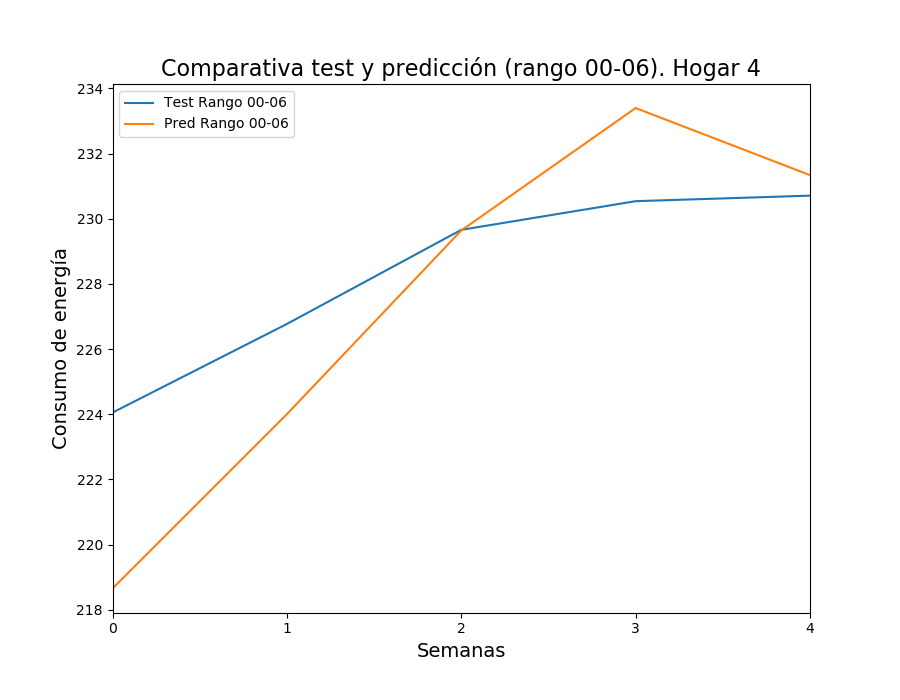 Comparativa test y predicción (rango 00-06). Hogar 4
Test Rango 00-06
Pred Rango 00-06
234
232
230
228
226
224
222
220
218
Consumo de energía
0 1 2 3 4
Semanas